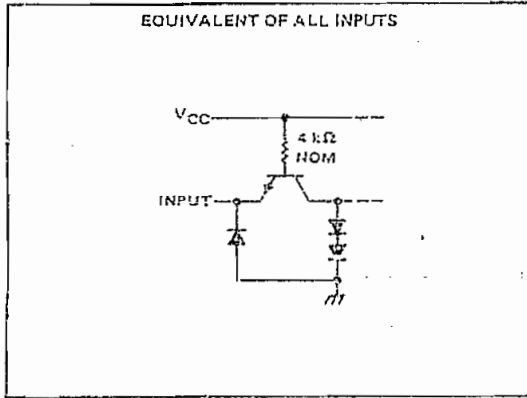 EQUIVALENT OF ALL INPUTS
VCC
4 kΩ
NOM
INPUT